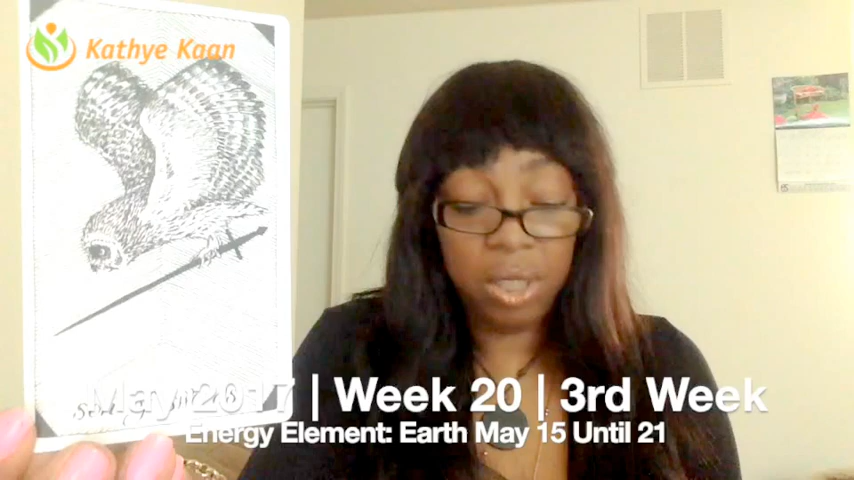 Kathye Kaan
May 2017 | Week 20 | 3rd Week
Energy Element: Earth May 15 Until 21